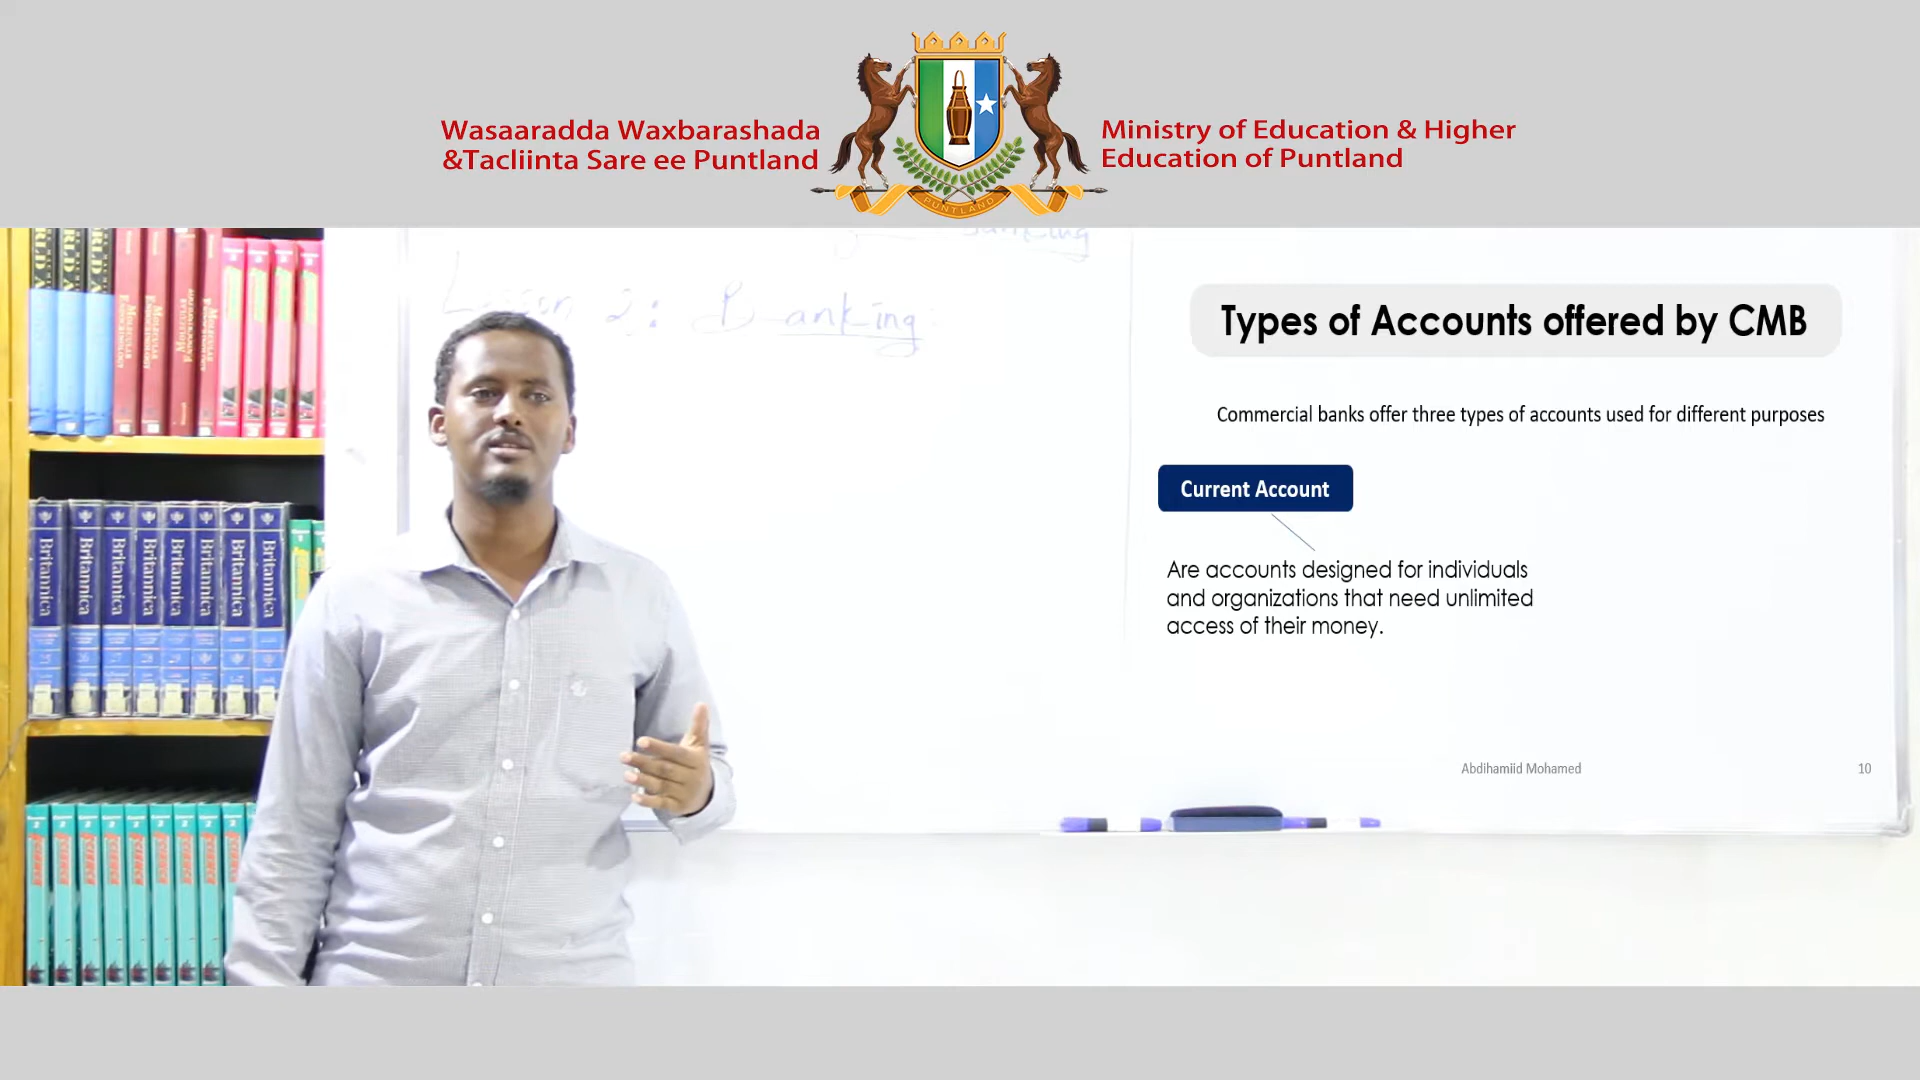 Wasaaradda Waxbarashada
&Tacliinta Sare ee Puntland
PUNTLAND
Ministry of Education & Higher
Education of Puntland
Lesson 2: Banking
Types of Accounts offered by CMB
Commercial banks offer three types of accounts used for different purposes
Current Account
Are accounts designed for individuals
and organizations that need unlimited
access of their money.
Abdihamiid Mohamed
10
Britannica
Britannica
Britannica
Britannica
Britannica
Britannica
Britannica
Britannica